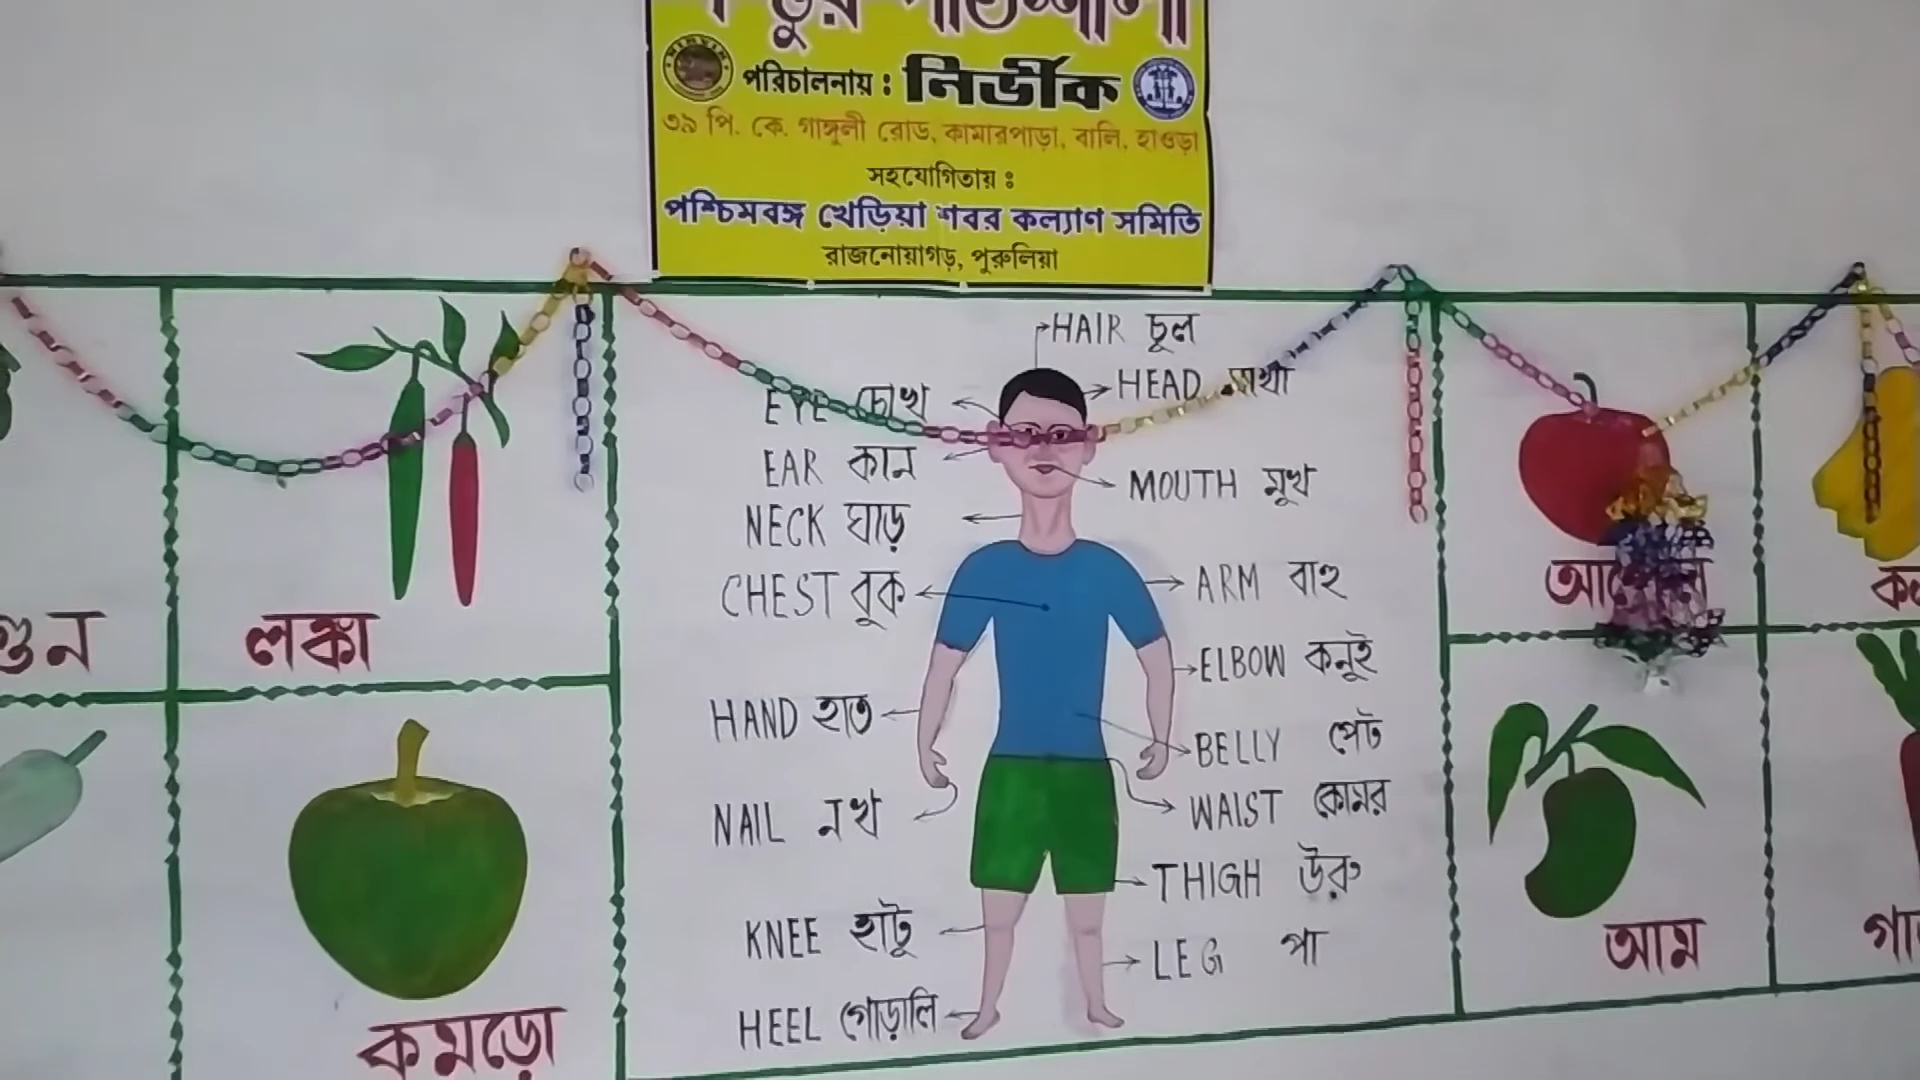 পরিচালনায় : নির্ভীক
৩৯ পি. কে. গাঙ্গুলী রোড, কামারপাড়া, বালি, হাওড়া
সহযোগিতায় :
পশ্চিমবঙ্গ খেড়িয়া শবর কল্যাণ সমিতি
রাজনোয়াগড়, পুরুলিয়া
HAIR চুল
HEAD মাথা
EYE চোখ
EAR কান
MOUTH মুখ
NECK ঘাড়
CHEST বুক
ARM বাহু
ELBOW কনুই
HAND হাত
BELLY পেট
NAIL নখ
WAIST কোমর
THIGH উরু
KNEE হাটু
LEG পা
HEEL গোড়ালি
লঙ্কা
কমড়ো
আম